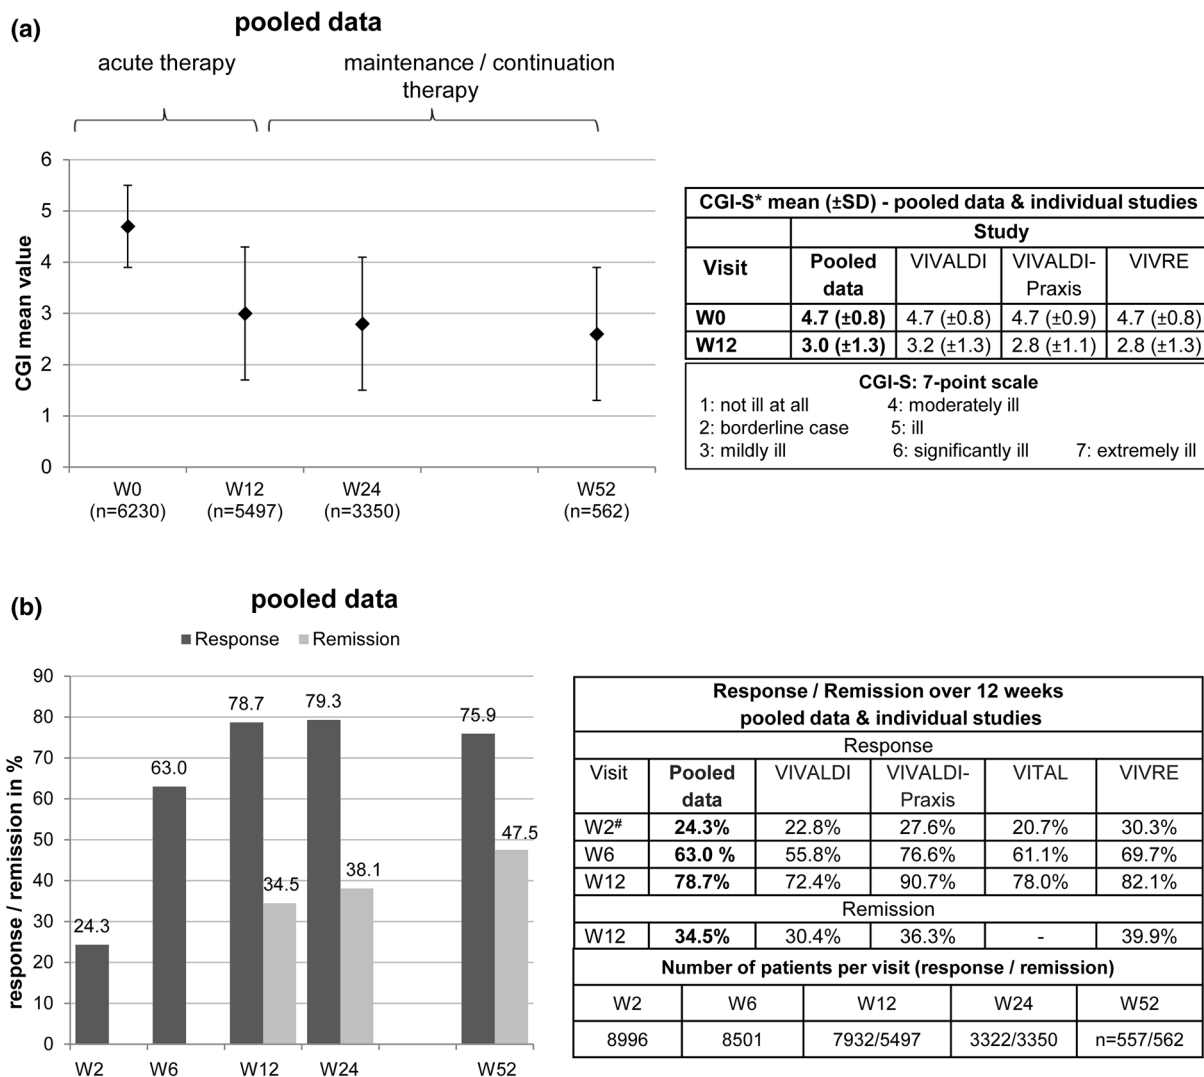 (a)
pooled data
acute therapy
maintenance / continuation
therapy
CGI mean value
6
5
4
3
2
1
0
W0 W12 W24 W52
(n=6230) (n=5497) (n=3350) (n=562)
CGI-S* mean (±SD) - pooled data & individual studies
Study
Visit Pooled data VIVALDI VIVALDI-Praxis VIVRE
W0 4.7 (±0.8) 4.7 (±0.8) 4.7 (±0.9) 4.7 (±0.8)
W12 3.0 (±1.3) 3.2 (±1.3) 2.8 (±1.1) 2.8 (±1.3)
CGI-S: 7-point scale
1: not ill at all 4: moderately ill
2: borderline case 5: ill
3: mildly ill 6: significantly ill 7: extremely ill
(b)
pooled data
Response Remission
response / remission in %
90
80
70
60
50
40
30
20
10
0
24.3
63.0
78.7
34.5
79.3
38.1
75.9
47.5
W2 W6 W12 W24 W52
Response / Remission over 12 weeks
pooled data & individual studies
Response
Visit Pooled data VIVALDI VIVALDI-Praxis VITAL VIVRE
W2# 24.3% 22.8% 27.6% 20.7% 30.3%
W6 63.0 % 55.8% 76.6% 61.1% 69.7%
W12 78.7% 72.4% 90.7% 78.0% 82.1%
Remission
W12 34.5% 30.4% 36.3% - 39.9%
Number of patients per visit (response / remission)
W2 W6 W12 W24 W52
8996 8501 7932/5497 3322/3350 n=557/562